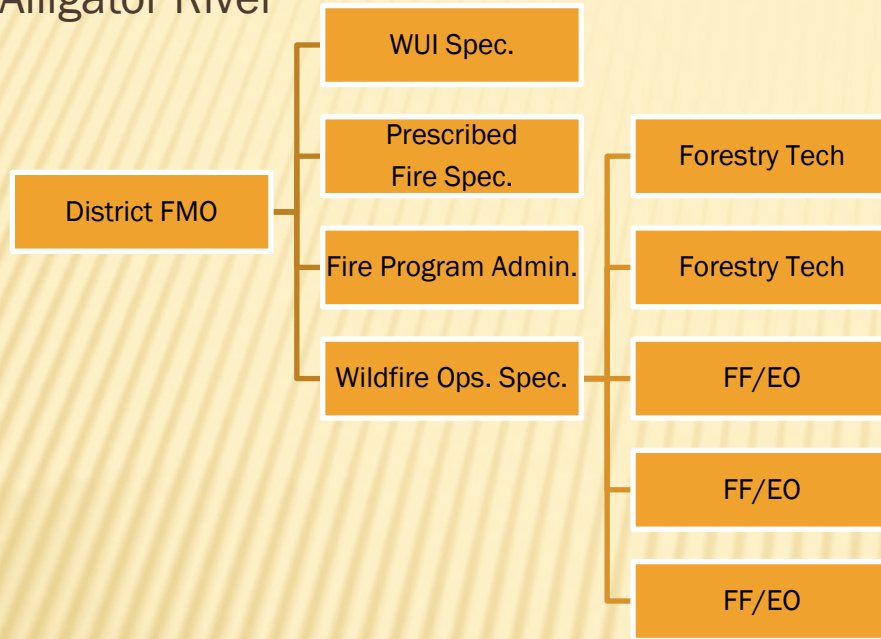 Alligator River
WUI Spec.
Prescribed
Fire Spec.
Forestry Tech
District FMO
Fire Program Admin.
Forestry Tech
Wildfire Ops. Spec.
FF/EO
FF/EO
FF/EO